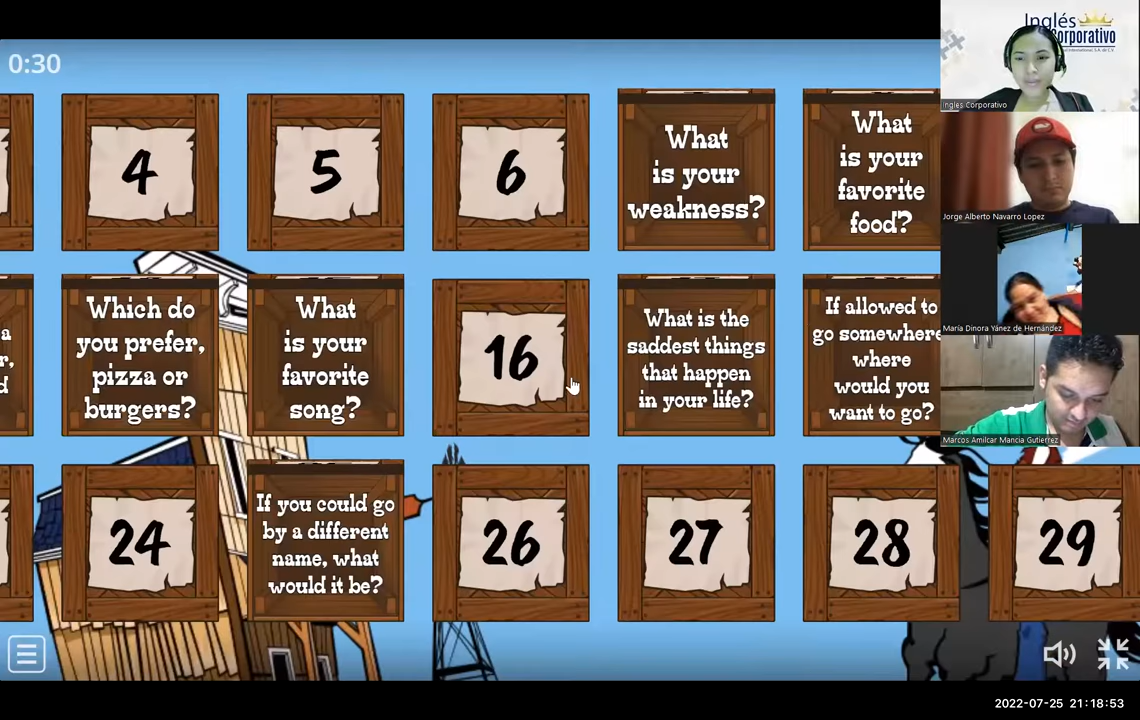 0:30
4
5
6
What
is your
weakness?
What
is your
favorite
food?
Which do
you prefer,
pizza or
burgers?
What
is your
favorite
song?
16
What is the
saddest things
that happen
in your life?
If allowed to
go somewhere
where
would you
want to go?
24
If you could go
by a different
name, what
would it be?
26
27
28
29
Inglés
Corporativo
Ingles Corporativo
Jorge Alberto Navarro Lopez
María Dinora Yánez de Hernández
Marcos Amilcar Mancia Gutierrez
2022-07-25 21:18:53